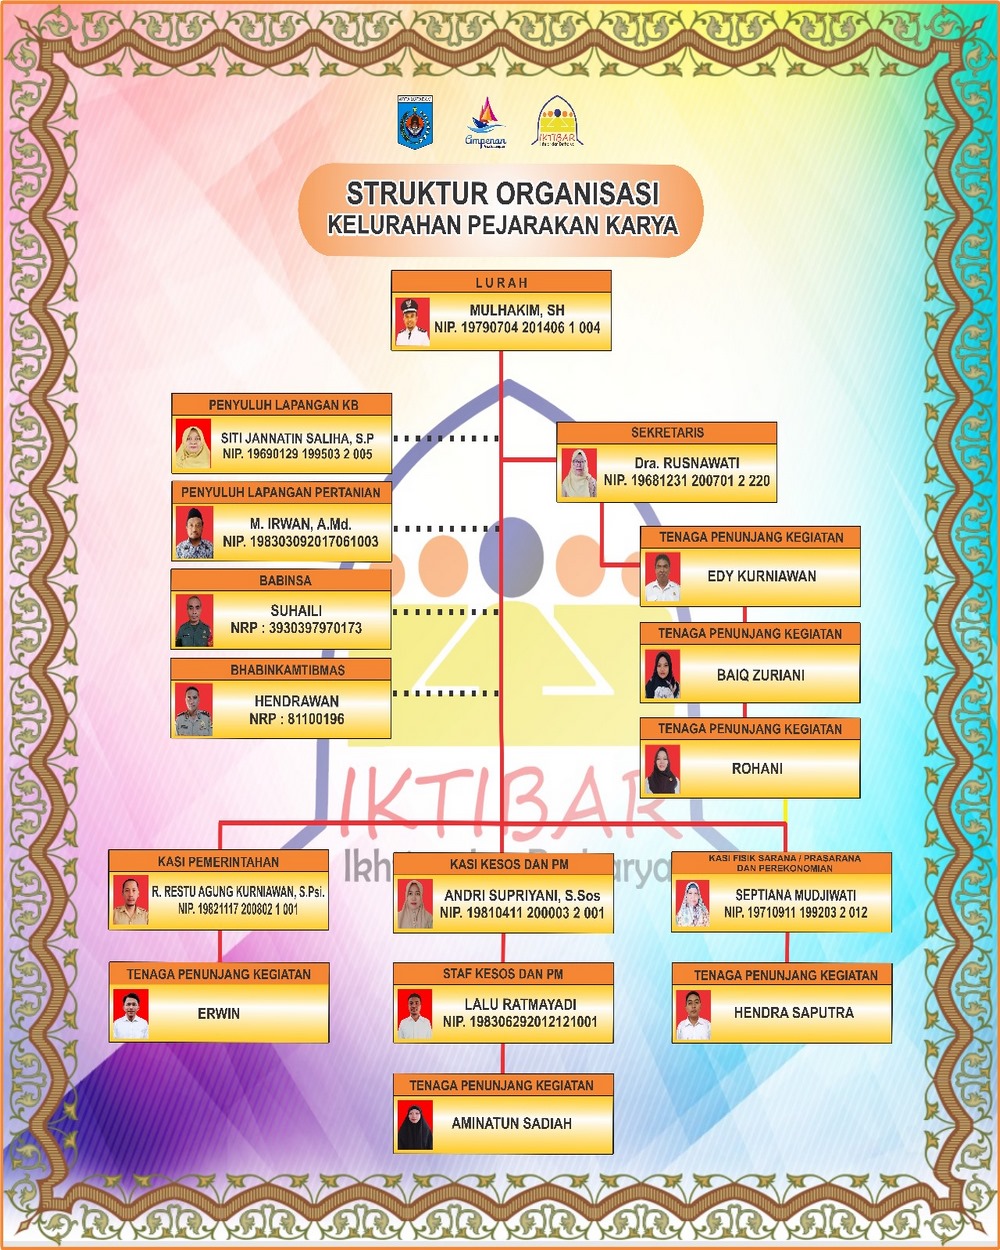 KOTA MATARAM
Ampenan
IKTIBAR
STRUKTUR ORGANISASI
KELURAHAN PEJARAKAN KARYA
LURAH
MULHAKIM, SH
NIP. 19790704 201406 1 004
PENYULUH LAPANGAN KB
SITI JANNATIN SALIHA, S.P
NIP. 19690129 199503 2 005
SEKRETARIS
Dra. RUSNAWATI
NIP. 19681231 200701 2 220
PENYULUH LAPANGAN PERTANIAN
M. IRWAN, A.Md.
NIP. 198303092017061003
TENAGA PENUNJANG KEGIATAN
EDY KURNIAWAN
BABINSA
SUHAILI
NRP : 3930397970173
TENAGA PENUNJANG KEGIATAN
BAIQ ZURIANI
BHABINKAMTIBMAS
HENDRAWAN
NRP : 81100196
TENAGA PENUNJANG KEGIATAN
ROHANI
IKTIBAR
KASI PEMERINTAHAN
R. RESTU AGUNG KURNIAWAN, S.Psi.
NIP. 19821117 200802 1 001
KASI KESOS DAN PM
ANDRI SUPRIYANI, S.Sos
NIP. 19810411 200003 2 001
KASI FISIK SARANA / PRASARANA
DAN PEREKONOMIAN
SEPTIANA MUDJIWATI
NIP. 19710911 199203 2 012
TENAGA PENUNJANG KEGIATAN
ERWIN
STAF KESOS DAN PM
LALU RATMAYADI
NIP. 198306292012121001
TENAGA PENUNJANG KEGIATAN
HENDRA SAPUTRA
TENAGA PENUNJANG KEGIATAN
AMINATUN SADIAH